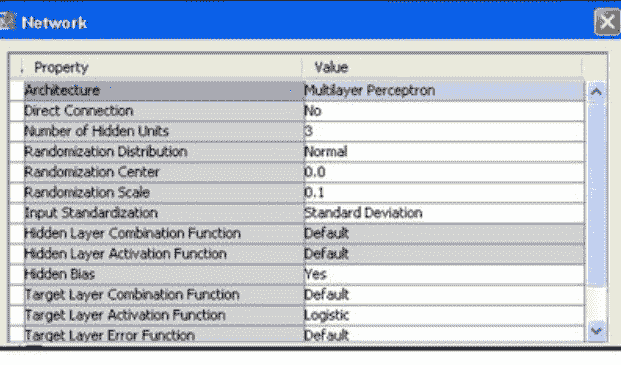 Network
Property Value
Architecture Multilayer Perceptron
Direct Connection No
Number of Hidden Units 3
Randomization Distribution Normal
Randomization Center 0.0
Randomization Scale 0.1
Input Standardization Standard Deviation
Hidden Layer Combination Function Default
Hidden Layer Activation Function Default
Hidden Bias Yes
Target Layer Combination Function Default
Target Layer Activation Function Logistic
Target Layer Error Function Default